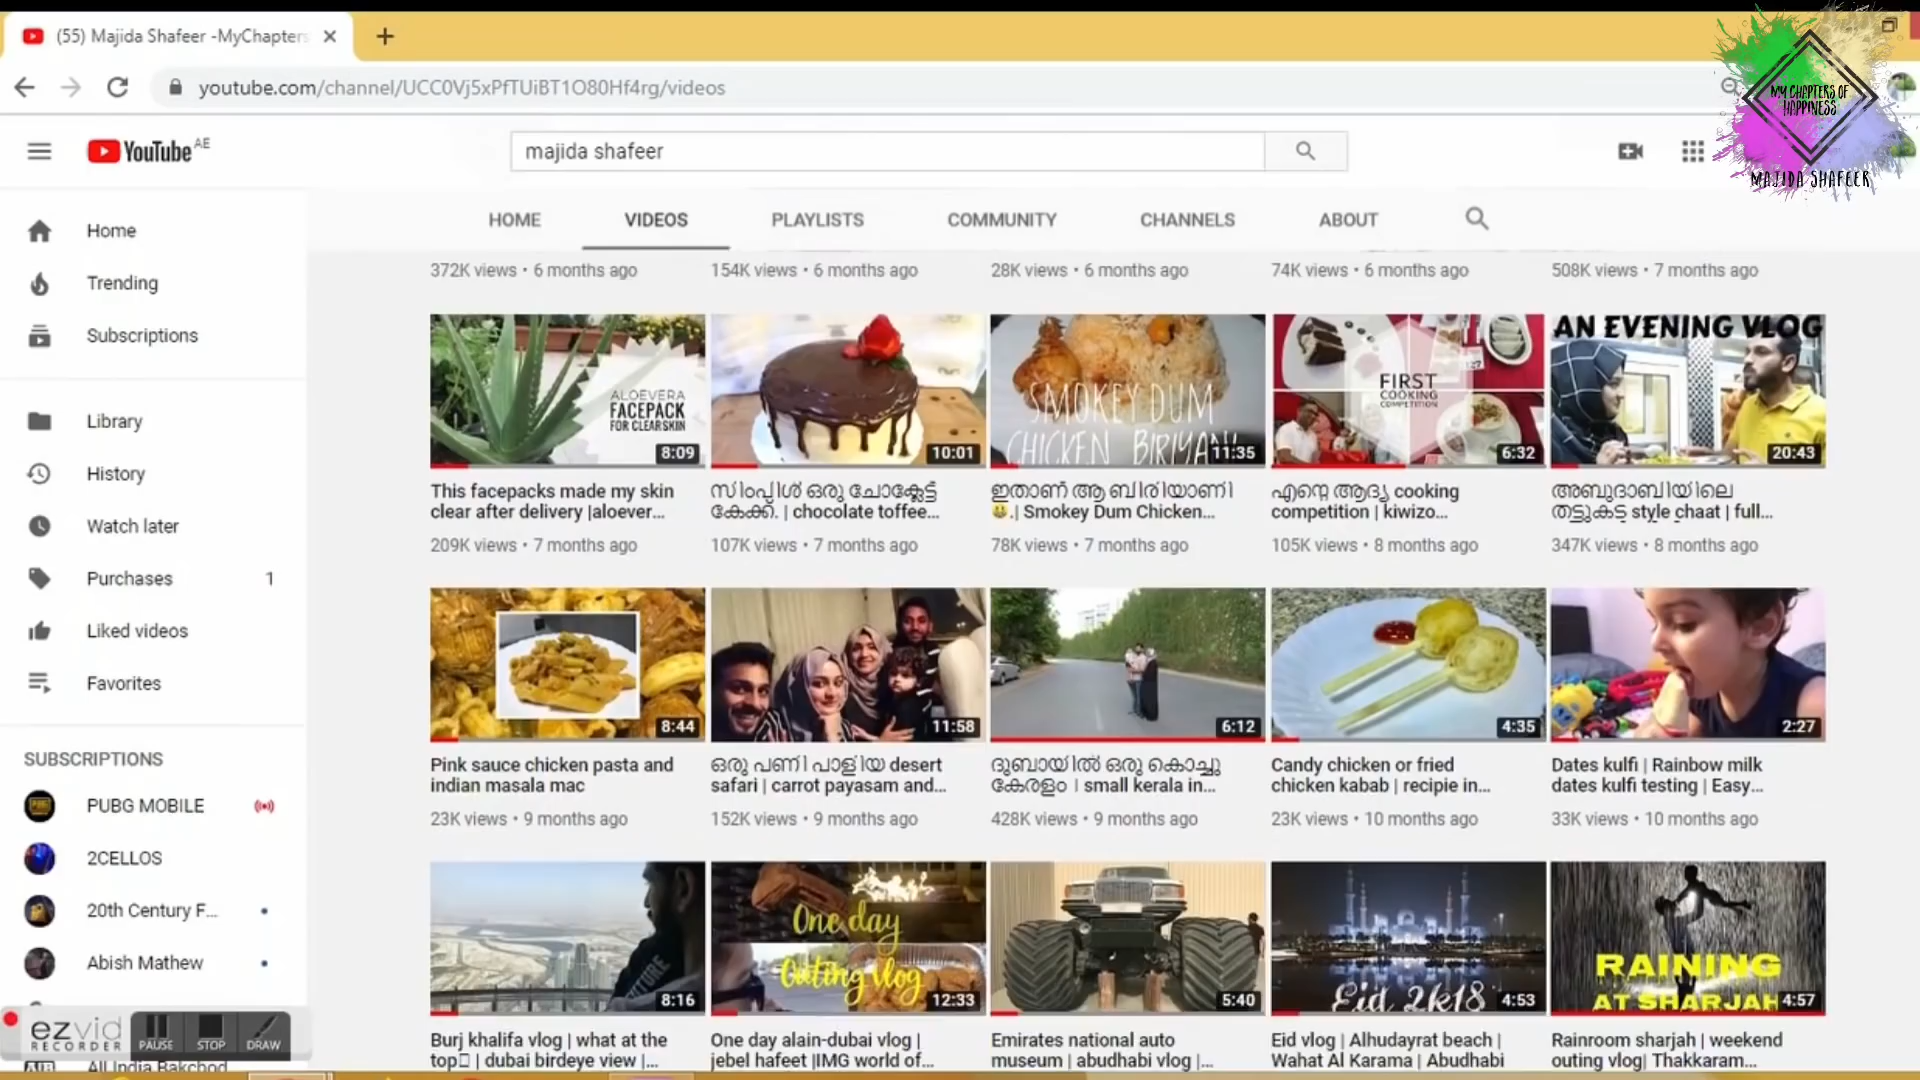 (55) Majida Shafeer -MyChapters
youtube.com/channel/UCC0Vj5xPfTUiBT1O80Hf4rg/videos
MY CHAPTERS OF
HAPPINESS
MAJIDA SHAFEER
YouTube AE
majida shafeer
HOME VIDEOS PLAYLISTS COMMUNITY CHANNELS ABOUT
Home
Trending
Subscriptions
Library
History
Watch later
Purchases 1
Liked videos
Favorites
SUBSCRIPTIONS
PUBG MOBILE
2CELLOS
20th Century F...
Abish Mathew
All India Bakchod
ezvid
RECORDER
PAUSE STOP DRAW
372K views • 6 months ago
154K views • 6 months ago
28K views • 6 months ago
74K views • 6 months ago
508K views • 7 months ago
ALOEVERA
FACEPACK
FOR CLEARSKIN
8:09
10:01
SMOKEY DUM
CHICKEN BIRIYANI
11:35
FIRST
COOKING
COMPETITION
6:32
AN EVENING VLOG
20:43
This facepacks made my skin
clear after delivery |aloever...
209K views • 7 months ago
സിംപിൾ ഒരു ചോക്ലേട്ട്
കേക്ക്. | chocolate toffee...
107K views • 7 months ago
ഇതാണ് ആ ബിരിയാണി
.| Smokey Dum Chicken...
78K views • 7 months ago
എന്റെ ആദ്യ cooking
competition | kiwizo...
105K views • 8 months ago
അബുദാബിയിലെ
തട്ടുകട style chaat | full...
347K views • 8 months ago
8:44
11:58
6:12
4:35
2:27
Pink sauce chicken pasta and
indian masala mac
23K views • 9 months ago
ഒരു പണി പാളിയ desert
safari | carrot payasam and...
152K views • 9 months ago
ദുബായിൽ ഒരു കൊച്ചു
കേരളം | small kerala in...
428K views • 9 months ago
Candy chicken or fried
chicken kabab | recipie in...
23K views • 10 months ago
Dates kulfi | Rainbow milk
dates kulfi testing | Easy...
33K views • 10 months ago
8:16
One day
Outing vlog
12:33
5:40
Eid 2k18
4:53
RAINING
AT SHARJAH
4:57
Burj khalifa vlog | what at the
top | dubai birdeye view |...
One day alain-dubai vlog |
jebel hafeet |IMG world of...
Emirates national auto
museum | abudhabi vlog |...
Eid vlog | Alhudayrat beach |
Wahat Al Karama | Abudhabi
Rainroom sharjah | weekend
outing vlog| Thakkaram...